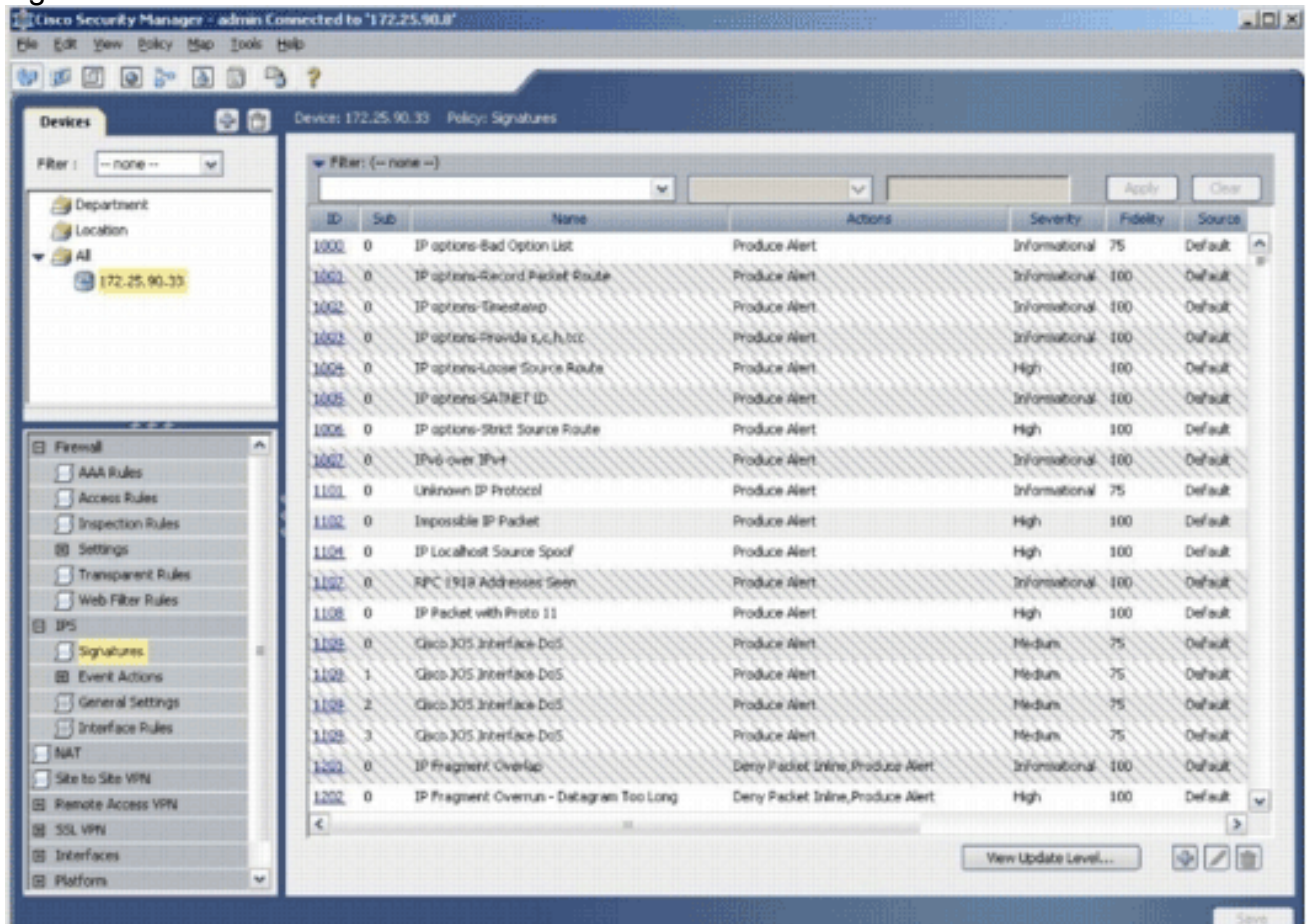 Cisco Security Manager - admin Connected to '172.25.90.8'
File Edit View Policy Map Tools Help
Devices
Device: 172.25.90.33 Policy: Signatures
Filter : -- none --
Filter: (-- none --)
Apply Clear
Department
Location
All
172.25.90.33
ID Sub Name Actions Severity Fidelity Source
1000 0 IP options-Bad Option List Produce Alert Informational 75 Default
1001 0 IP options-Record Packet Route Produce Alert Informational 100 Default
1002 0 IP options-Timestamp Produce Alert Informational 100 Default
1003 0 IP options-Provide s,c,h,tcc Produce Alert Informational 100 Default
1004 0 IP options-Loose Source Route Produce Alert High 100 Default
1005 0 IP options-SATNET ID Produce Alert Informational 100 Default
1006 0 IP options-Strict Source Route Produce Alert High 100 Default
1007 0 IPv6 over IPv4 Produce Alert Informational 100 Default
1101 0 Unknown IP Protocol Produce Alert Informational 75 Default
1102 0 Impossible IP Packet Produce Alert High 100 Default
1104 0 IP Localhost Source Spoof Produce Alert High 100 Default
1107 0 RFC 1918 Addresses Seen Produce Alert Informational 100 Default
1108 0 IP Packet with Proto 11 Produce Alert High 100 Default
1109 0 Cisco IOS Interface DoS Produce Alert Medium 75 Default
1109 1 Cisco IOS Interface DoS Produce Alert Medium 75 Default
1109 2 Cisco IOS Interface DoS Produce Alert Medium 75 Default
1109 3 Cisco IOS Interface DoS Produce Alert Medium 75 Default
1201 0 IP Fragment Overlap Deny Packet Inline,Produce Alert Informational 100 Default
1202 0 IP Fragment Overrun - Datagram Too Long Deny Packet Inline,Produce Alert High 100 Default
Firewall
AAA Rules
Access Rules
Inspection Rules
Settings
Transparent Rules
Web Filter Rules
IPS
Signatures
Event Actions
General Settings
Interface Rules
NAT
Site to Site VPN
Remote Access VPN
SSL VPN
Interfaces
Platform
View Update Level...
Save